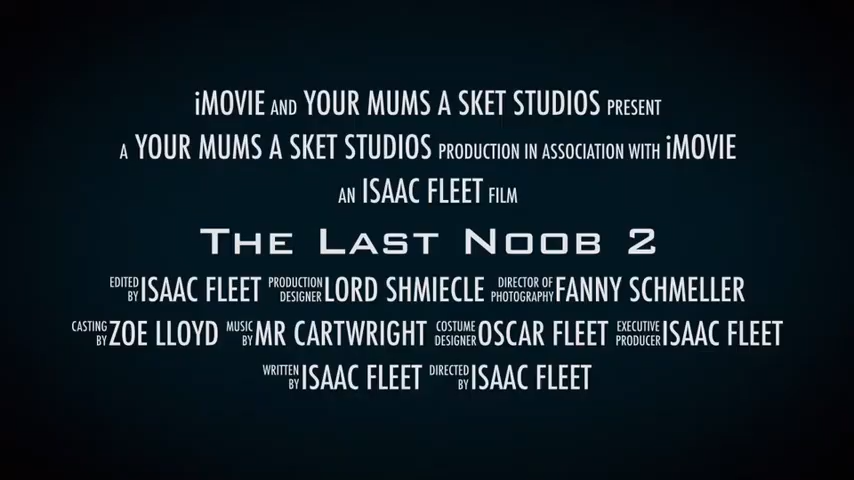 iMOVIE AND YOUR MUMS A SKET STUDIOS PRESENT
A YOUR MUMS A SKET STUDIOS PRODUCTION IN ASSOCIATION WITH iMOVIE
AN ISAAC FLEET FILM
THE LAST NOOB 2
EDITED BY ISAAC FLEET PRODUCTION DESIGNER LORD SHMIECLE DIRECTOR OF PHOTOGRAPHY FANNY SCHMELLER
CASTING BY ZOE LLOYD MUSIC BY MR CARTWRIGHT COSTUME DESIGNER OSCAR FLEET EXECUTIVE PRODUCER ISAAC FLEET
WRITTEN BY ISAAC FLEET DIRECTED BY ISAAC FLEET